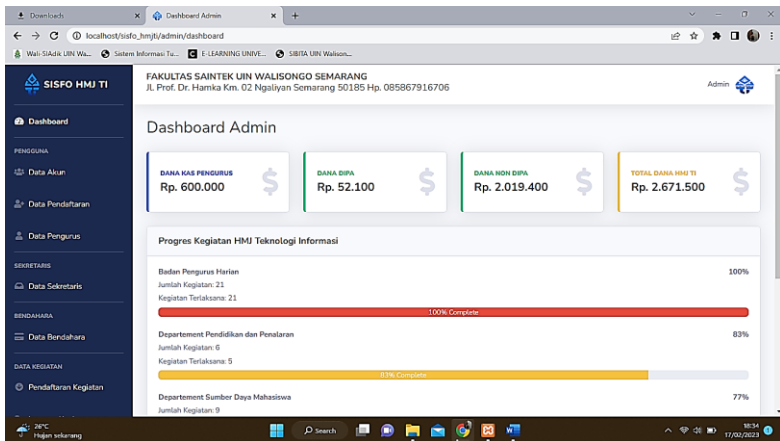 Downloads
Dashboard Admin
localhost/sisfo_hmjti/admin/dashboard
Wali-SIAdik UIN Wa...
Sistem Informasi Tu...
E-LEARNING UNIVE...
SIBITA UIN Walison...
SISFO HMJ TI
FAKULTAS SAINTEK UIN WALISONGO SEMARANG
Jl. Prof. Dr. Hamka Km. 02 Ngaliyan Semarang 50185 Hp. 085867916706
Admin
Dashboard
PENGGUNA
Data Akun
Data Pendaftaran
Data Pengurus
SEKRETARIS
Data Sekretaris
BENDAHARA
Data Bendahara
DATA KEGIATAN
Pendaftaran Kegiatan
Dashboard Admin
DANA KAS PENGURUS
Rp. 600.000
DANA DIPA
Rp. 52.100
DANA NON DIPA
Rp. 2.019.400
TOTAL DANA HMJ TI
Rp. 2.671.500
Progres Kegiatan HMJ Teknologi Informasi
Badan Pengurus Harian 100%
Jumlah Kegiatan: 21
Kegiatan Terlaksana: 21
100% Complete
Departement Pendidikan dan Penalaran 83%
Jumlah Kegiatan: 6
Kegiatan Terlaksana: 5
83% Complete
Departement Sumber Daya Mahasiswa 77%
Jumlah Kegiatan: 9
26°C
Hujan sekarang
Search
18:34
17/02/2023